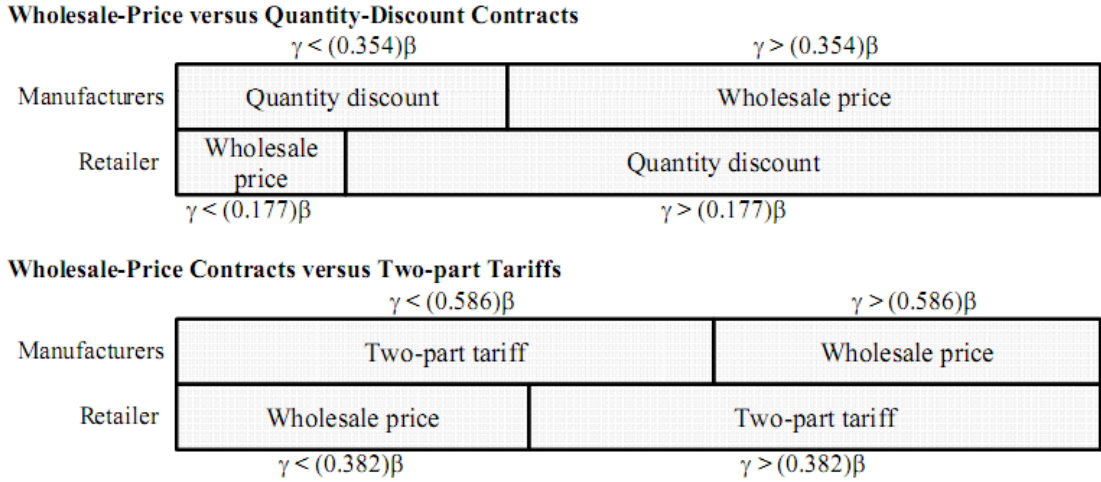 Wholesale-Price versus Quantity-Discount Contracts
γ < (0.354)β γ > (0.354)β
Manufacturers Quantity discount Wholesale price
Retailer Wholesale price Quantity discount
γ < (0.177)β γ > (0.177)β
Wholesale-Price Contracts versus Two-part Tariffs
γ < (0.586)β γ > (0.586)β
Manufacturers Two-part tariff Wholesale price
Retailer Wholesale price Two-part tariff
γ < (0.382)β γ > (0.382)β